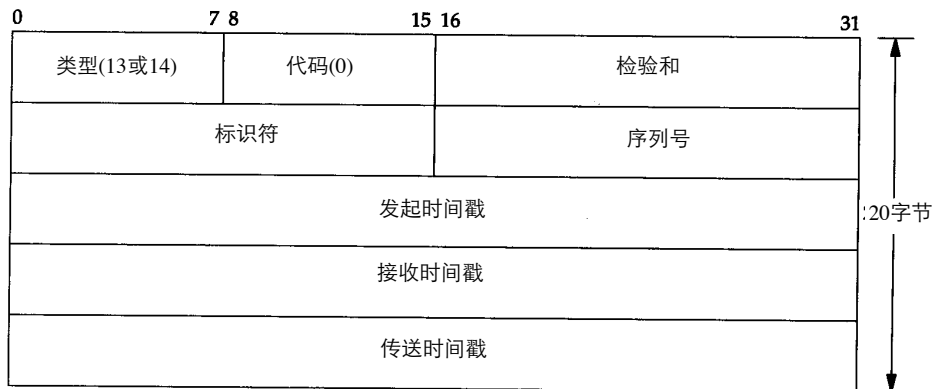 0 7 8 15 16 31
类型(13或14) 代码(0) 检验和
标识符 序列号
发起时间戳
20字节
接收时间戳
传送时间戳